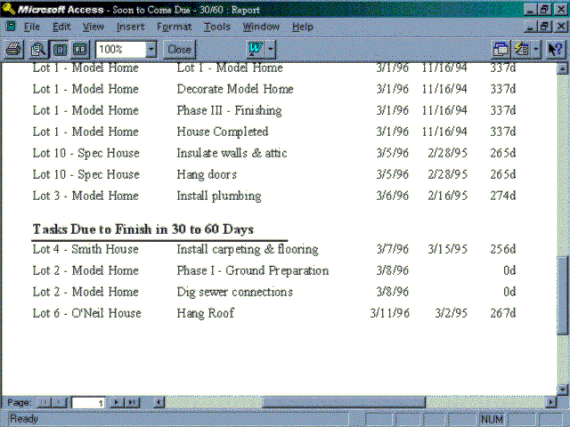 Microsoft Access - Soon to Come Due - 30/60 : Report
File Edit View Insert Format Tools Window Help
100% Close W
Lot 1 - Model Home Lot 1 - Model Home 3/1/96 11/16/94 337d
Lot 1 - Model Home Decorate Model Home 3/1/96 11/16/94 337d
Lot 1 - Model Home Phase III - Finishing 3/1/96 11/16/94 337d
Lot 1 - Model Home House Completed 3/1/96 11/16/94 337d
Lot 10 - Spec House Insulate walls & attic 3/5/96 2/28/95 265d
Lot 10 - Spec House Hang doors 3/5/96 2/28/95 265d
Lot 3 - Model Home Install plumbing 3/6/96 2/16/95 274d
Tasks Due to Finish in 30 to 60 Days
Lot 4 - Smith House Install carpeting & flooring 3/7/96 3/15/95 256d
Lot 2 - Model Home Phase I - Ground Preparation 3/8/96 0d
Lot 2 - Model Home Dig sewer connections 3/8/96 0d
Lot 6 - O'Neil House Hang Roof 3/11/96 3/2/95 267d
Page: 1
Ready NUM